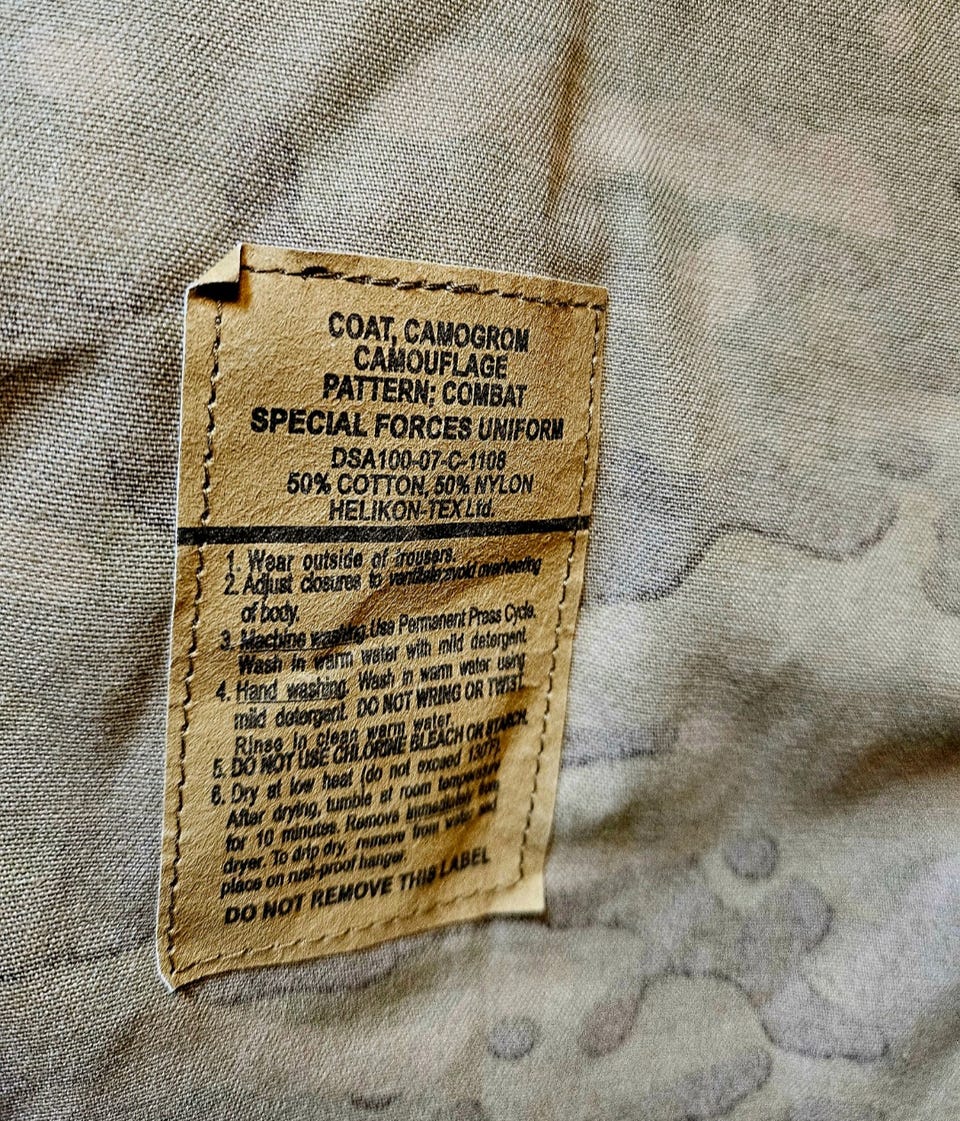 COAT, CAMOGROM
CAMOUFLAGE
PATTERN; COMBAT
SPECIAL FORCES UNIFORM
DSA100-07-C-1108
50% COTTON, 50% NYLON
HELIKON-TEX Ltd.
1. Wear outside of trousers.
2. Adjust closures to ventilate avoid overheating
of body.
3. Machine washing. Use Permanent Press Cycle.
Wash in warm water with mild detergent.
4. Hand washing. Wash in warm water using
mild detergent. DO NOT WRING OR TWIST.
Rinse in clean warm water.
5. DO NOT USE CHLORINE BLEACH OR STARCH.
6. Dry at low heat (do not exceed 130°F).
After drying, tumble at room temperature
for 10 minutes. Remove immediately from
dryer. To drip dry, remove from water and
place on rust-proof hanger.
DO NOT REMOVE THIS LABEL